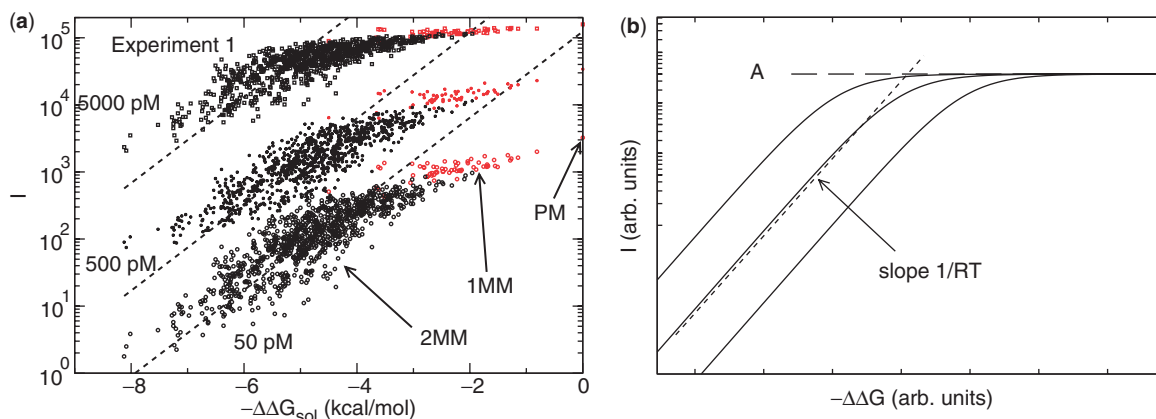 (a)
Experiment 1
5000 pM
500 pM
50 pM
PM
1MM
2MM
I
10^5
10^4
10^3
10^2
10^1
10^0
−8
−6
−4
−2
0
−ΔΔG_sol (kcal/mol)
(b)
A
slope 1/RT
I (arb. units)
−ΔΔG (arb. units)